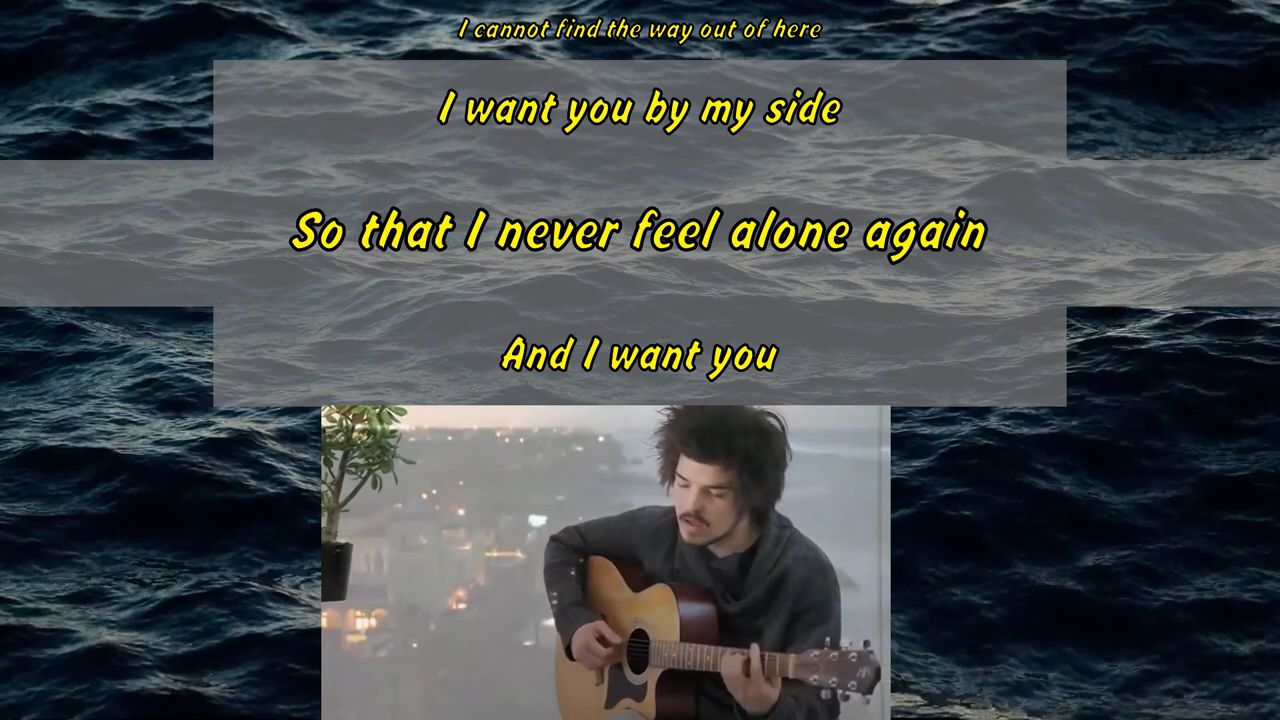 I cannot find the way out of here
I want you by my side
So that I never feel alone again
And I want you